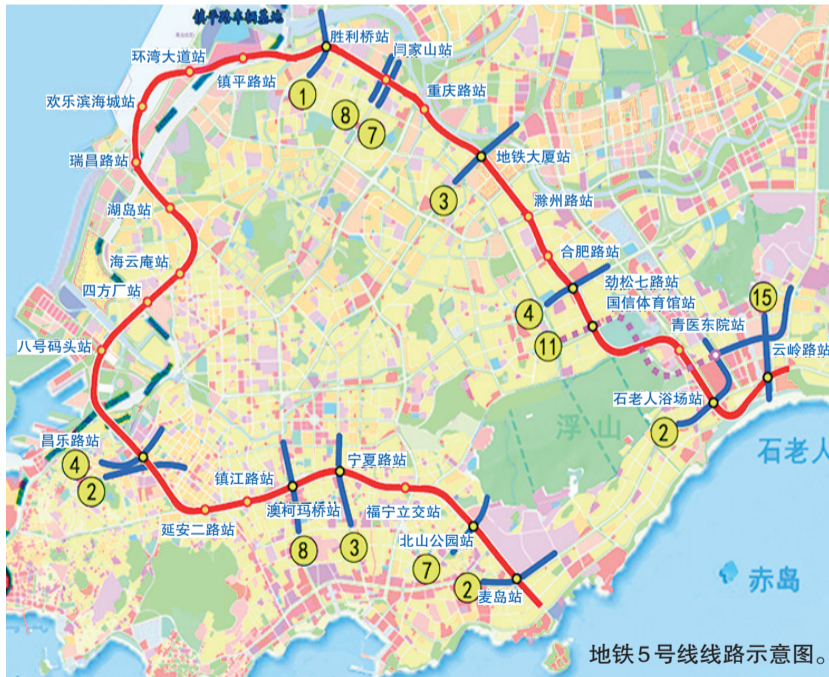 镇平路车辆基地
胜利桥站
闫家山站
环湾大道站
镇平路站
1
8
7
重庆路站
欢乐滨海城站
瑞昌路站
地铁大厦站
3
湖岛站
滁州路站
海云庵站
合肥路站
四方厂站
劲松七路站
国信体育馆站
4
11
15
青医东院站
八号码头站
云岭路站
石老人浴场站
2
浮山
石老人
昌乐路站
4
2
宁夏路站
镇江路站
澳柯玛桥站
福宁立交站
延安二路站
北山公园站
8
3
7
2
麦岛站
赤岛
地铁5号线线路示意图。